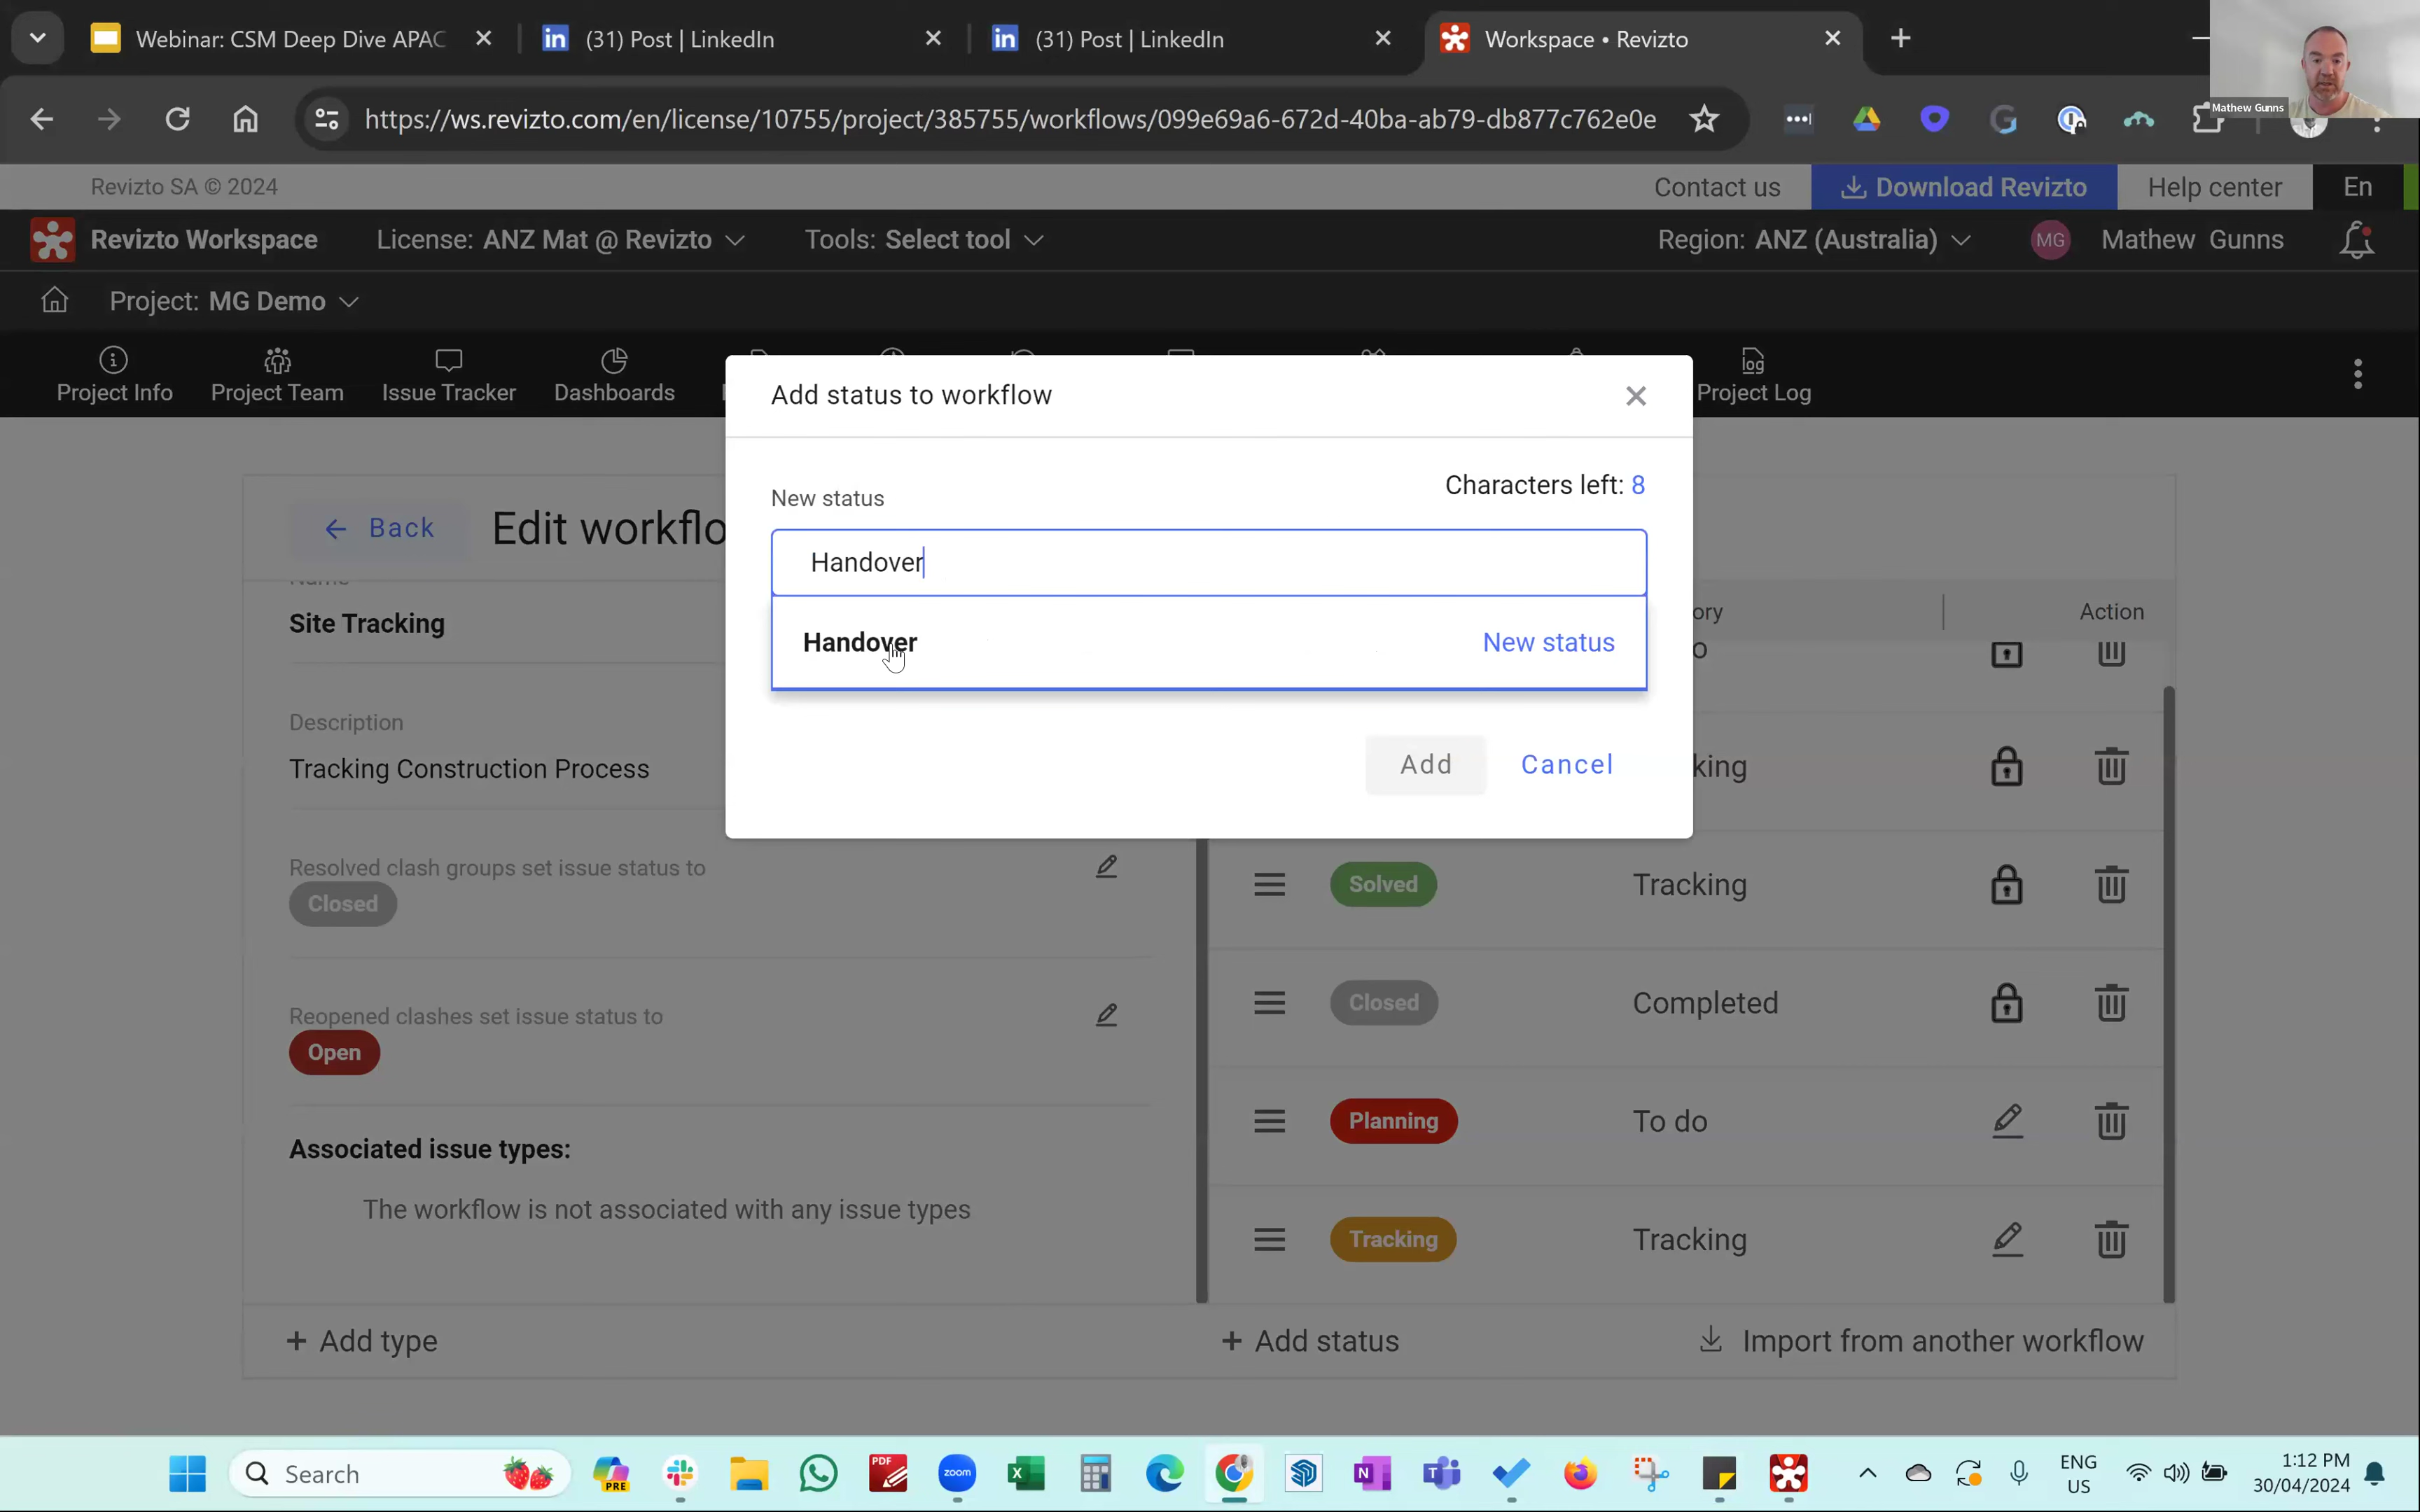 Webinar: CSM Deep Dive APAC
(31) Post | LinkedIn
(31) Post | LinkedIn
Workspace • Revizto
Mathew Gunns
https://ws.revizto.com/en/license/10755/project/385755/workflows/099e69a6-672d-40ba-ab79-db877c762e0e
Revizto SA © 2024
Contact us
Download Revizto
Help center
En
Revizto Workspace
License: ANZ Mat @ Revizto
Tools: Select tool
Region: ANZ (Australia)
MG
Mathew Gunns
Project: MG Demo
Project Info
Project Team
Issue Tracker
Dashboards
log
Project Log
Add status to workflow
New status
Characters left: 8
Handover
Handover
New status
Add
Cancel
Back
Edit workflo
Name
Site Tracking
Description
Tracking Construction Process
Resolved clash groups set issue status to
Closed
Reopened clashes set issue status to
Open
Associated issue types:
The workflow is not associated with any issue types
+ Add type
ory
Action
o
king
Solved
Tracking
Closed
Completed
Planning
To do
Tracking
Tracking
+ Add status
Import from another workflow
Search
PRE
PDF
zoom
ENG
US
1:12 PM
30/04/2024